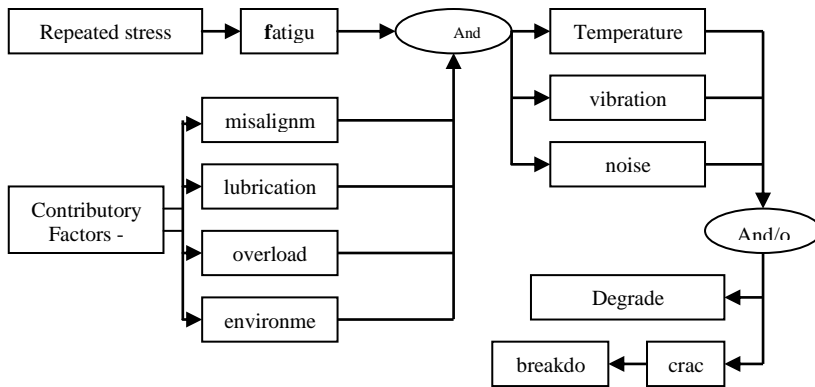 Repeated stress
fatigu
And
Temperature
vibration
noise
misalignm
lubrication
overload
environme
Contributory
Factors -
And/o
Degrade
breakdo
crac